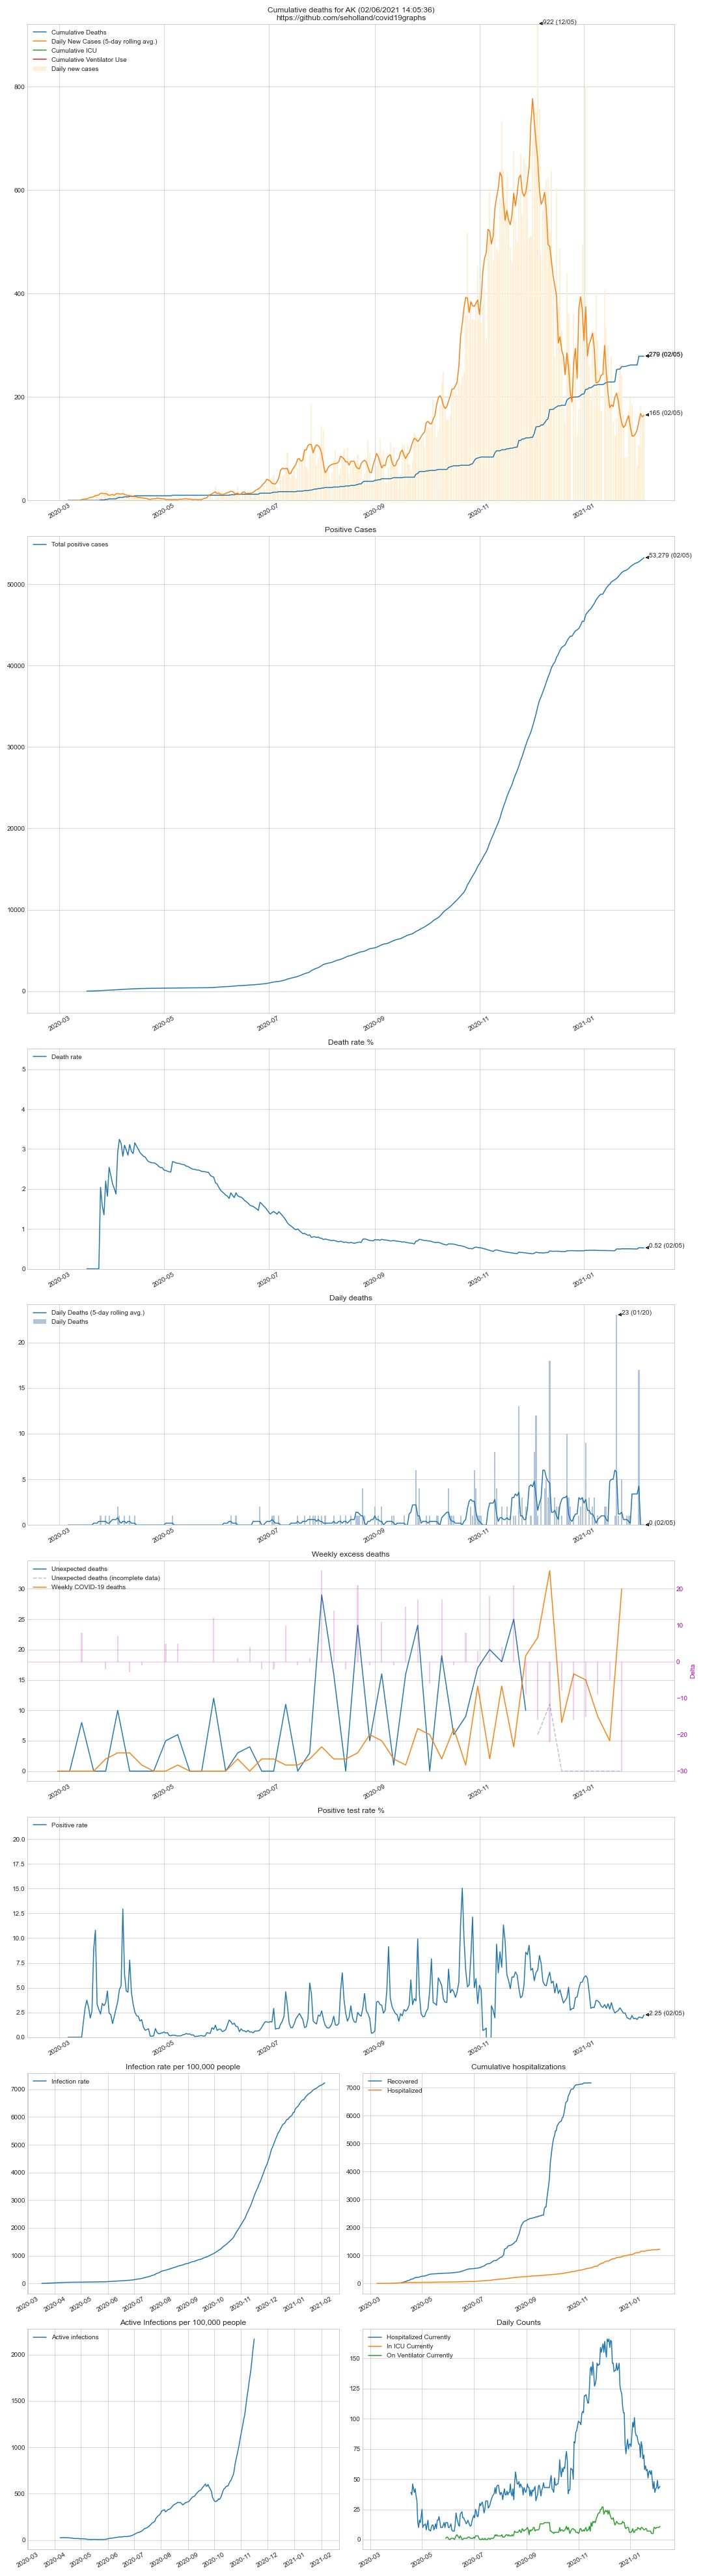 Cumulative deaths for AK (02/06/2021 14:05:36)
https://github.com/seholland/covid19graphs
Cumulative Deaths
Daily New Cases (5-day rolling avg.)
Cumulative ICU
Cumulative Ventilator Use
Daily new cases
922 (12/05)
800
600
400
279 (02/05)
200
165 (02/05)
0
2020-03 2020-05 2020-07 2020-09 2020-11 2021-01
Positive Cases
Total positive cases
53,279 (02/05)
50000
40000
30000
20000
10000
0
2020-03 2020-05 2020-07 2020-09 2020-11 2021-01
Death rate %
Death rate
5
4
3
2
1
0.52 (02/05)
0
2020-03 2020-05 2020-07 2020-09 2020-11 2021-01
Daily deaths
Daily Deaths (5-day rolling avg.)
Daily Deaths
23 (01/20)
20
15
10
5
0
0 (02/05)
2020-03 2020-05 2020-07 2020-09 2020-11 2021-01
Weekly excess deaths
Unexpected deaths
Unexpected deaths (incomplete data)
Weekly COVID-19 deaths
30
25
20
15
10
5
0
20
10
0
−10
−20
−30
Delta
2020-03 2020-05 2020-07 2020-09 2020-11 2021-01
Positive test rate %
Positive rate
20.0
17.5
15.0
12.5
10.0
7.5
5.0
2.5
2.25 (02/05)
0.0
2020-03 2020-05 2020-07 2020-09 2020-11 2021-01
Infection rate per 100,000 people
Infection rate
7000
6000
5000
4000
3000
2000
1000
0
2020-03 2020-04 2020-05 2020-06 2020-07 2020-08 2020-09 2020-10 2020-11 2020-12 2021-01 2021-02
Cumulative hospitalizations
Recovered
Hospitalized
7000
6000
5000
4000
3000
2000
1000
0
2020-03 2020-05 2020-07 2020-09 2020-11 2021-01
Active Infections per 100,000 people
Active infections
2000
1500
1000
500
0
2020-03 2020-04 2020-05 2020-06 2020-07 2020-08 2020-09 2020-10 2020-11 2020-12 2021-01 2021-02
Daily Counts
Hospitalized Currently
In ICU Currently
On Ventilator Currently
150
125
100
75
50
25
0
2020-03 2020-05 2020-07 2020-09 2020-11 2021-01